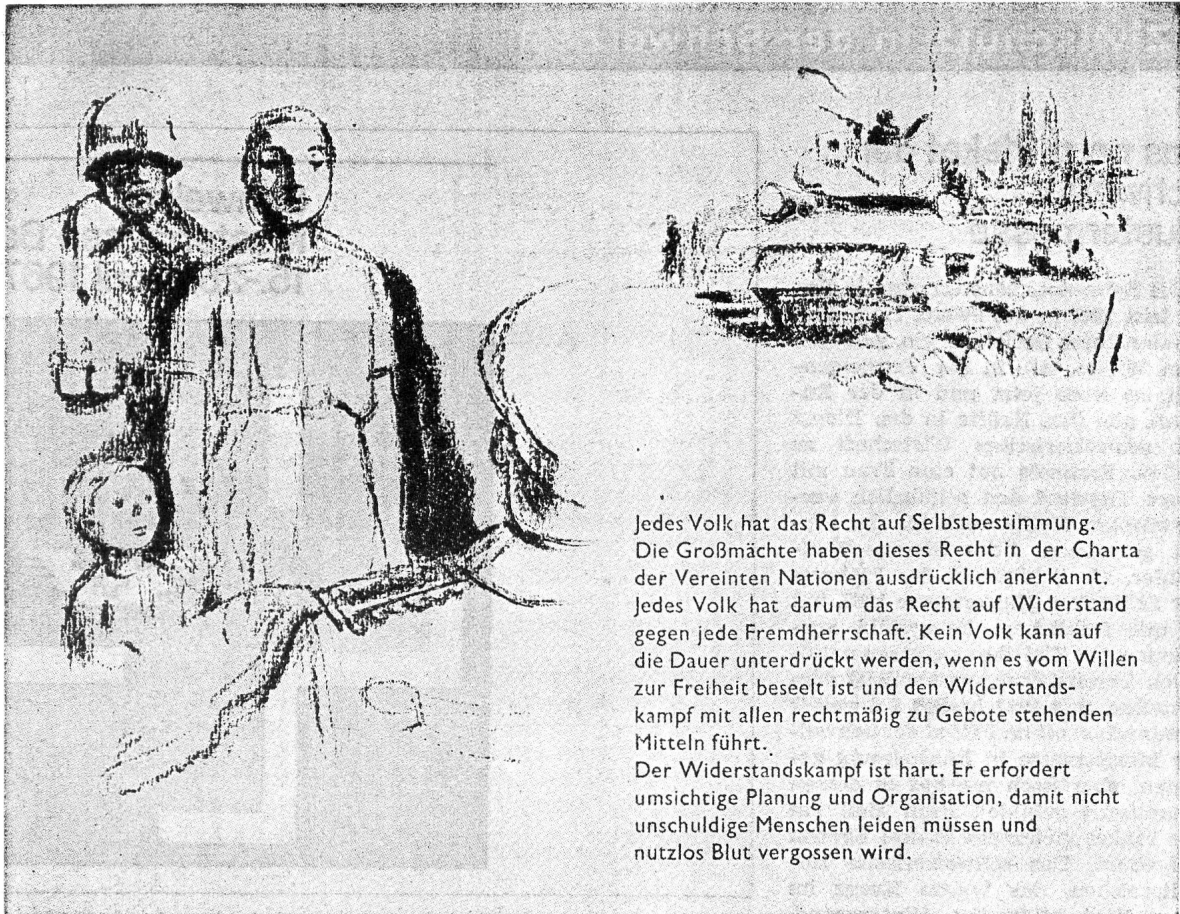 Jedes Volk hat das Recht auf Selbstbestimmung.
Die Großmächte haben dieses Recht in der Charta
der Vereinten Nationen ausdrücklich anerkannt.
Jedes Volk hat darum das Recht auf Widerstand
gegen jede Fremdherrschaft. Kein Volk kann auf
die Dauer unterdrückt werden, wenn es vom Willen
zur Freiheit beseelt ist und den Widerstands-
kampf mit allen rechtmäßig zu Gebote stehenden
Mitteln führt.
Der Widerstandskampf ist hart. Er erfordert
umsichtige Planung und Organisation, damit nicht
unschuldige Menschen leiden müssen und
nutzlos Blut vergossen wird.